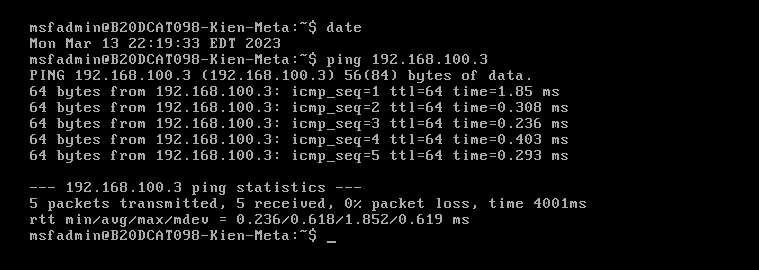 msfadmin@B20DCAT098-Kien-Meta:~$ date
Mon Mar 13 22:19:33 EDT 2023
msfadmin@B20DCAT098-Kien-Meta:~$ ping 192.168.100.3
PING 192.168.100.3 (192.168.100.3) 56(84) bytes of data.
64 bytes from 192.168.100.3: icmp_seq=1 ttl=64 time=1.85 ms
64 bytes from 192.168.100.3: icmp_seq=2 ttl=64 time=0.308 ms
64 bytes from 192.168.100.3: icmp_seq=3 ttl=64 time=0.236 ms
64 bytes from 192.168.100.3: icmp_seq=4 ttl=64 time=0.403 ms
64 bytes from 192.168.100.3: icmp_seq=5 ttl=64 time=0.293 ms

--- 192.168.100.3 ping statistics ---
5 packets transmitted, 5 received, 0% packet loss, time 4001ms
rtt min/avg/max/mdev = 0.236/0.618/1.852/0.619 ms
msfadmin@B20DCAT098-Kien-Meta:~$ _